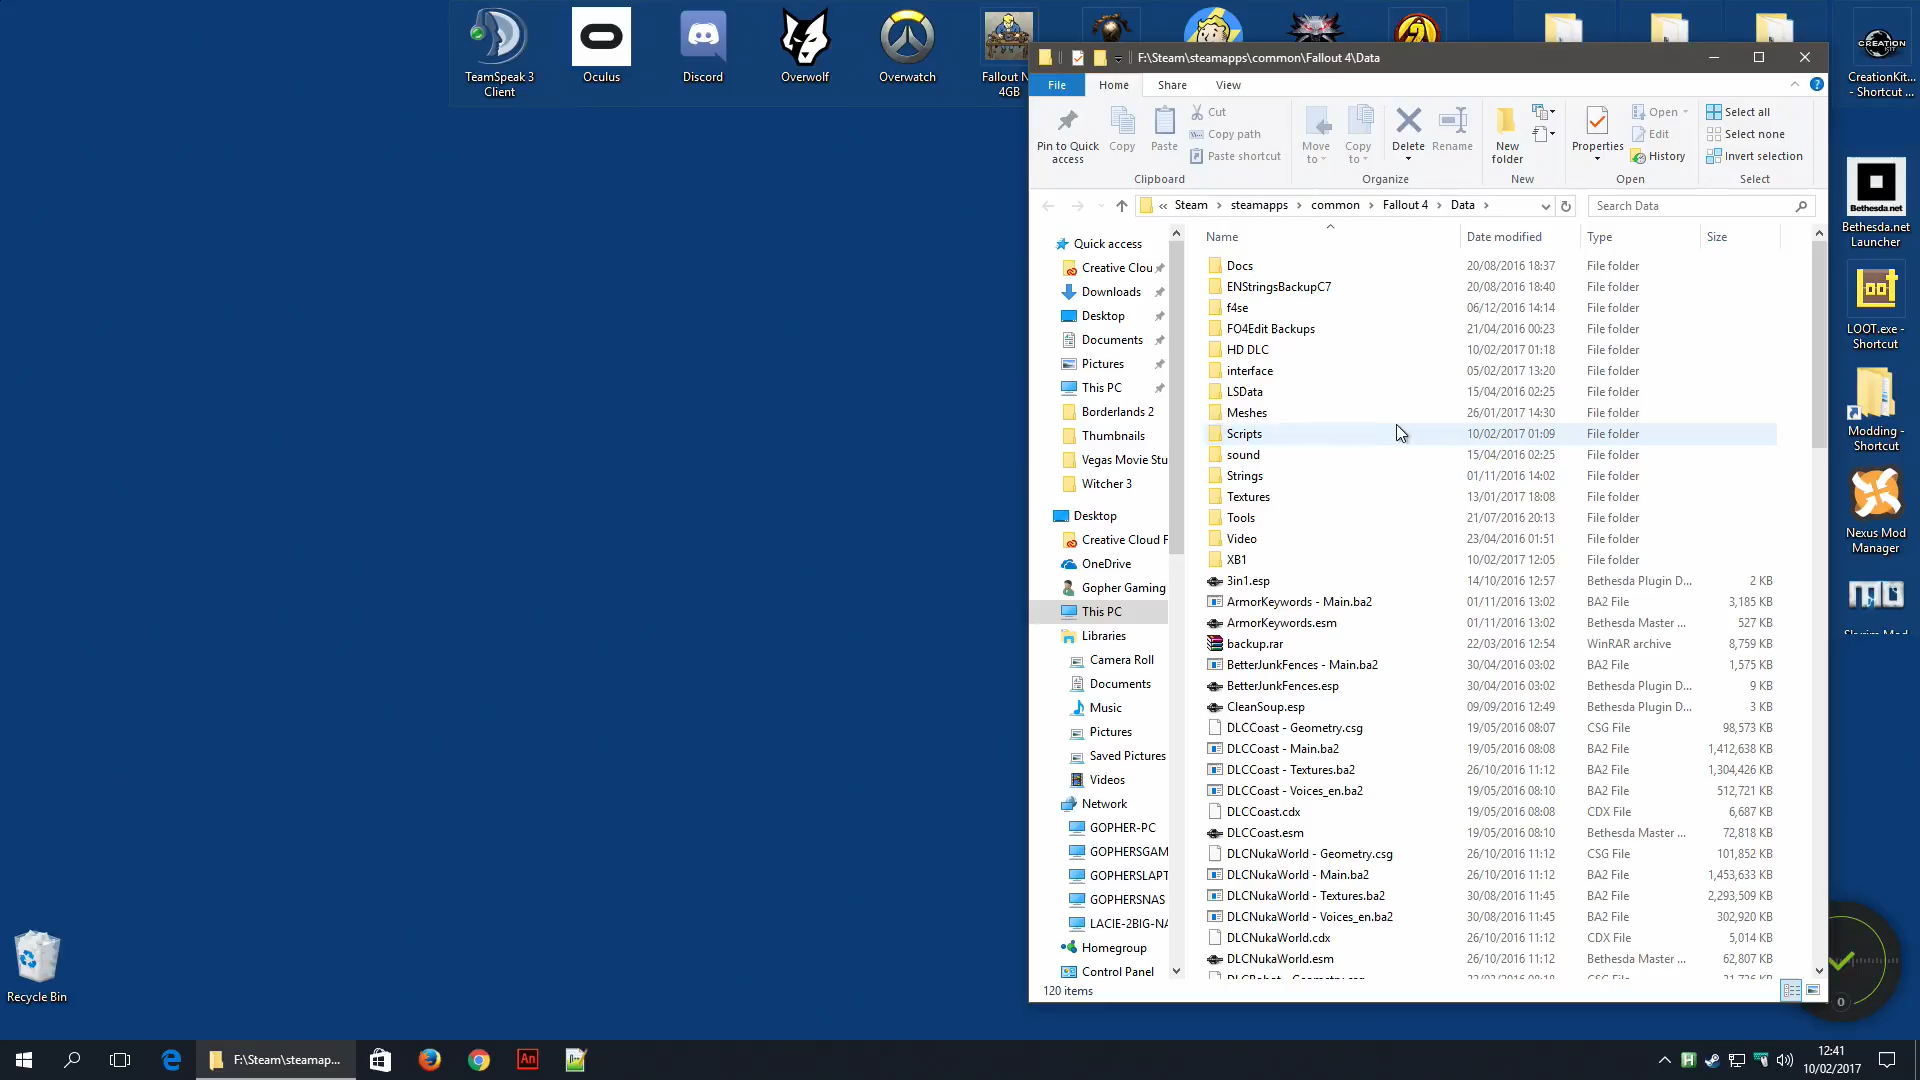 TeamSpeak 3
Client
Oculus
Discord
Overwolf
Overwatch
Fallout N
4GB
CreationKit...
- Shortcut ...
F:\Steam\steamapps\common\Fallout 4\Data
File
Home
Share
View
Pin to Quick
access
Copy
Paste
Cut
Copy path
Paste shortcut
Clipboard
Move
to
Copy
to
Delete
Rename
Organize
New
folder
New
Properties
Open
Edit
History
Open
Select all
Select none
Invert selection
Select
« Steam > steamapps > common > Fallout 4 > Data >
Search Data
Name
Date modified
Type
Size
Quick access
Creative Clou
Downloads
Desktop
Documents
Pictures
This PC
Borderlands 2
Thumbnails
Vegas Movie Stu
Witcher 3
Desktop
Creative Cloud F
OneDrive
Gopher Gaming
This PC
Libraries
Camera Roll
Documents
Music
Pictures
Saved Pictures
Videos
Network
GOPHER-PC
GOPHERSGAM
GOPHERSLAPT
GOPHERSNAS
LACIE-2BIG-NA
Homegroup
Control Panel
Docs 20/08/2016 18:37 File folder
ENStringsBackupC7 20/08/2016 18:40 File folder
f4se 06/12/2016 14:14 File folder
FO4Edit Backups 21/04/2016 00:23 File folder
HD DLC 10/02/2017 01:18 File folder
interface 05/02/2017 13:20 File folder
LSData 15/04/2016 02:25 File folder
Meshes 26/01/2017 14:30 File folder
Scripts 10/02/2017 01:09 File folder
sound 15/04/2016 02:25 File folder
Strings 01/11/2016 14:02 File folder
Textures 13/01/2017 18:08 File folder
Tools 21/07/2016 20:13 File folder
Video 23/04/2016 01:51 File folder
XB1 10/02/2017 12:05 File folder
3in1.esp 14/10/2016 12:57 Bethesda Plugin D... 2 KB
ArmorKeywords - Main.ba2 01/11/2016 13:02 BA2 File 3,185 KB
ArmorKeywords.esm 01/11/2016 13:02 Bethesda Master ... 527 KB
backup.rar 22/03/2016 12:54 WinRAR archive 8,759 KB
BetterJunkFences - Main.ba2 30/04/2016 03:02 BA2 File 1,575 KB
BetterJunkFences.esp 30/04/2016 03:02 Bethesda Plugin D... 9 KB
CleanSoup.esp 09/09/2016 12:49 Bethesda Plugin D... 3 KB
DLCCoast - Geometry.csg 19/05/2016 08:07 CSG File 98,573 KB
DLCCoast - Main.ba2 19/05/2016 08:08 BA2 File 1,412,638 KB
DLCCoast - Textures.ba2 26/10/2016 11:12 BA2 File 1,304,426 KB
DLCCoast - Voices_en.ba2 19/05/2016 08:10 BA2 File 512,721 KB
DLCCoast.cdx 19/05/2016 08:08 CDX File 6,687 KB
DLCCoast.esm 19/05/2016 08:10 Bethesda Master ... 72,818 KB
DLCNukaWorld - Geometry.csg 26/10/2016 11:12 CSG File 101,852 KB
DLCNukaWorld - Main.ba2 26/10/2016 11:12 BA2 File 1,453,633 KB
DLCNukaWorld - Textures.ba2 30/08/2016 11:45 BA2 File 2,293,509 KB
DLCNukaWorld - Voices_en.ba2 30/08/2016 11:45 BA2 File 302,920 KB
DLCNukaWorld.cdx 26/10/2016 11:12 CDX File 5,014 KB
DLCNukaWorld.esm 26/10/2016 11:12 Bethesda Master ... 62,807 KB
120 items
Bethesda.net
Bethesda.net
Launcher
loot
LOOT.exe -
Shortcut
Modding -
Shortcut
Nexus Mod
Manager
MO
Recycle Bin
0
F:\Steam\steamap...
An
12:41
10/02/2017